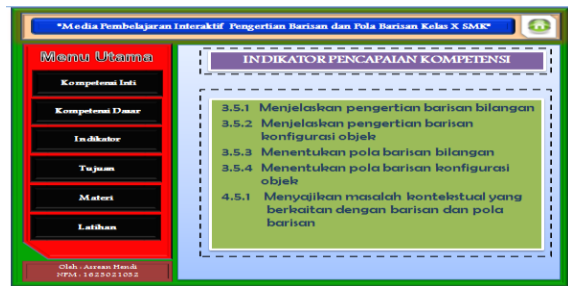 "Media Pembelajaran Interaktif Pengertian Barisan dan Pola Barisan Kelas X SMK"
Menu Utama
Kompetensi Inti
Kompetensi Dasar
Indikator
Tujuan
Materi
Latihan
Oleh : Asrean Hendi
NPM : 1623021052
INDIKATOR PENCAPAIAN KOMPETENSI
3.5.1 Menjelaskan pengertian barisan bilangan
3.5.2 Menjelaskan pengertian barisan
konfigurasi objek
3.5.3 Menentukan pola barisan bilangan
3.5.4 Menentukan pola barisan konfigurasi
objek
4.5.1 Menyajikan masalah kontekstual yang
berkaitan dengan barisan dan pola
barisan